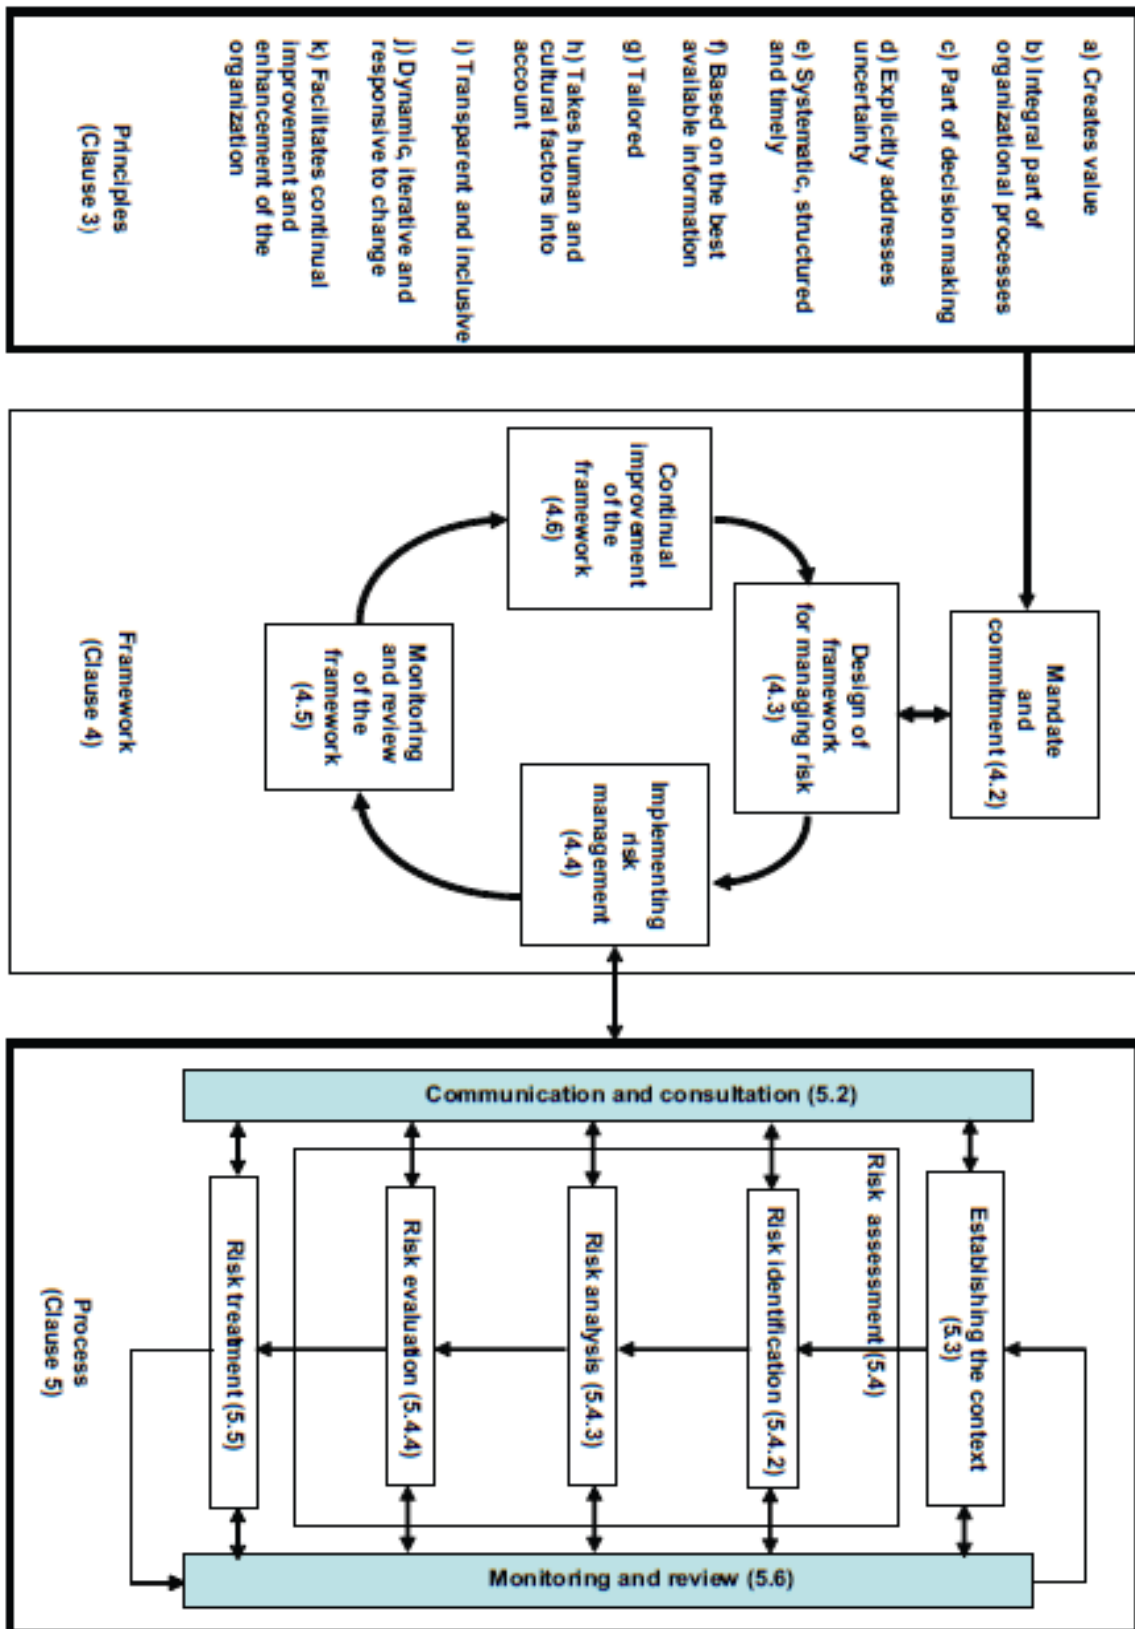 a) Creates value
b) Integral part of
organizational processes
c) Part of decision making
d) Explicitly addresses
uncertainty
e) Systematic, structured
and timely
f) Based on the best
available information
g) Tailored
h) Takes human and
cultural factors into
account
i) Transparent and inclusive
j) Dynamic, iterative and
responsive to change
k) Facilitates continual
improvement and
enhancement of the
organization
Principles
(Clause 3)
Mandate
and
commitment (4.2)
Design of
framework
for managing risk
(4.3)
Continual
improvement
of the
framework
(4.6)
Implementing
risk
management
(4.4)
Monitoring
and review
of the
framework
(4.5)
Framework
(Clause 4)
Communication and consultation (5.2)
Establishing the context
(5.3)
Risk assessment (5.4)
Risk identification (5.4.2)
Risk analysis (5.4.3)
Risk evaluation (5.4.4)
Risk treatment (5.5)
Monitoring and review (5.6)
Process
(Clause 5)